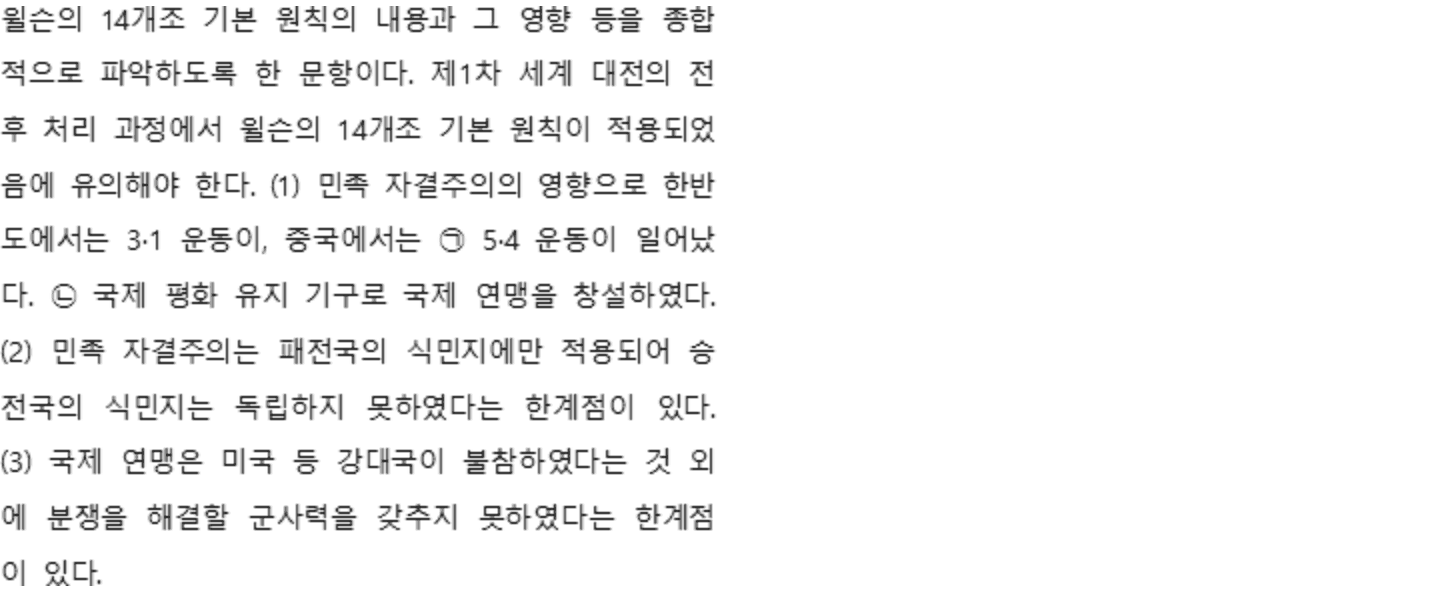 윌슨의 14개조 기본 원칙의 내용과 그 영향 등을 종합
적으로 파악하도록 한 문항이다. 제1차 세계 대전의 전
후 처리 과정에서 윌슨의 14개조 기본 원칙이 적용되었
음에 유의해야 한다. (1) 민족 자결주의의 영향으로 한반
도에서는 3·1 운동이, 중국에서는 ㉠ 5·4 운동이 일어났
다. ㉡ 국제 평화 유지 기구로 국제 연맹을 창설하였다.
(2) 민족 자결주의는 패전국의 식민지에만 적용되어 승
전국의 식민지는 독립하지 못하였다는 한계점이 있다.
(3) 국제 연맹은 미국 등 강대국이 불참하였다는 것 외
에 분쟁을 해결할 군사력을 갖추지 못하였다는 한계점
이 있다.